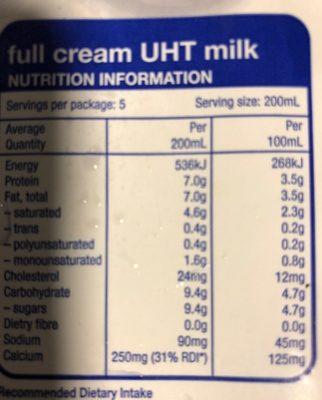 full cream UHT milk
NUTRITION INFORMATION
Servings per package: 5 Serving size: 200mL
Average Quantity Per 200mL Per 100mL
Energy 536kJ 268kJ
Protein 7.0g 3.5g
Fat, total 7.0g 3.5g
– saturated 4.6g 2.3g
– trans 0.4g 0.2g
– polyunsaturated 0.4g 0.2g
– monounsaturated 1.6g 0.8g
Cholesterol 24mg 12mg
Carbohydrate 9.4g 4.7g
– sugars 9.4g 4.7g
Dietry fibre 0.0g 0.0g
Sodium 90mg 45mg
Calcium 250mg (31% RDI*) 125mg
Recommended Dietary Intake